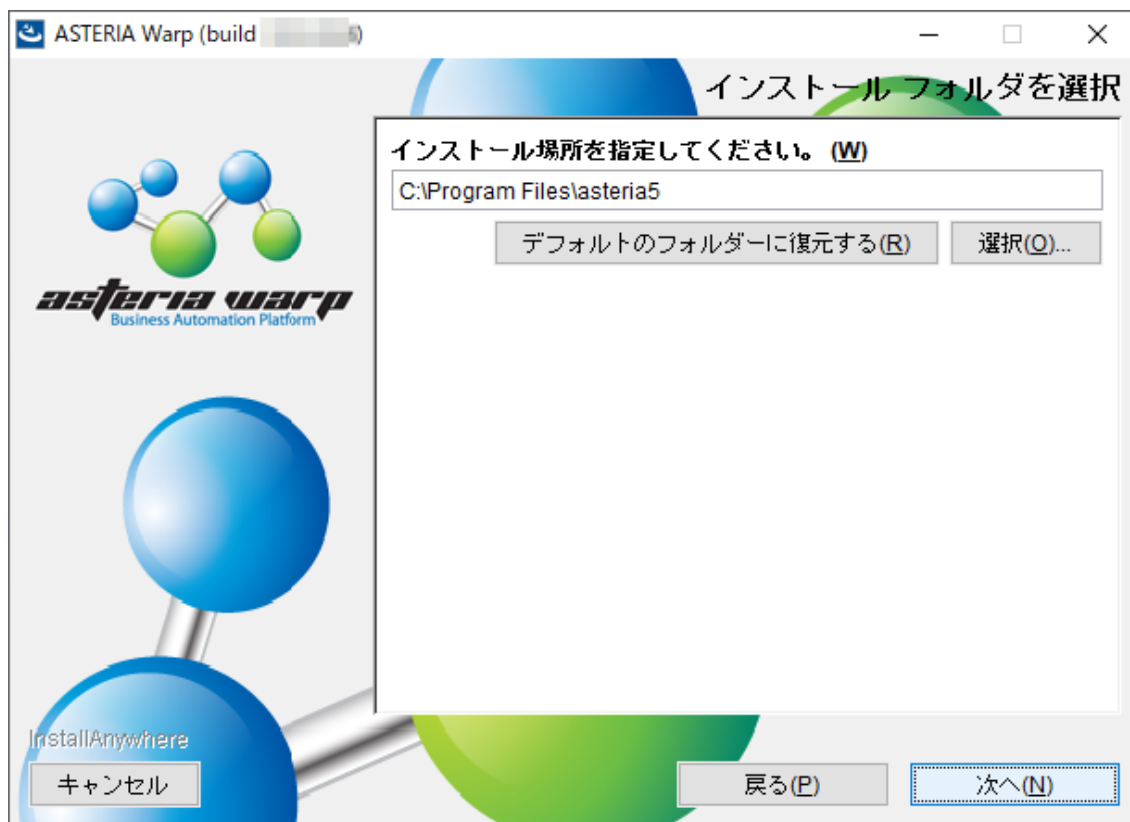 ASTERIA Warp (build )
インストール フォルダを選択
インストール場所を指定してください。 (W)
C:\Program Files\asteria5
デフォルトのフォルダーに復元する(R)
選択(O)...
asteria warp
Business Automation Platform
InstallAnywhere
キャンセル
戻る(P)
次へ(N)